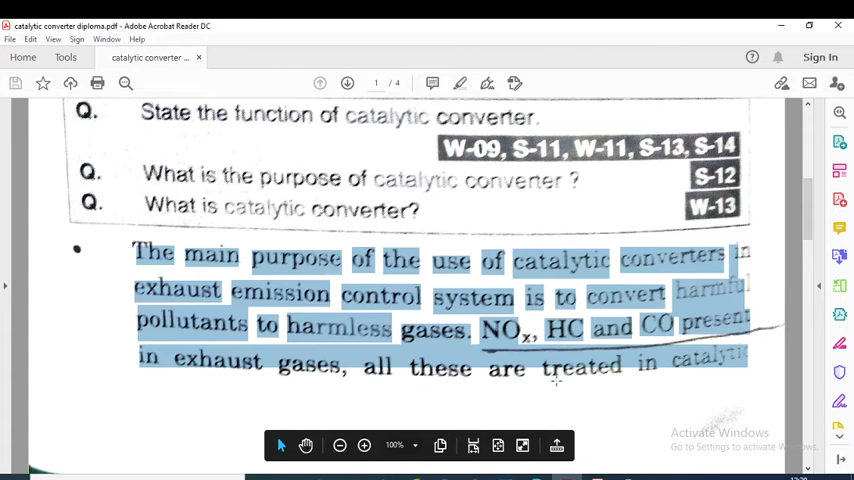 catalytic converter diploma.pdf - Adobe Acrobat Reader DC
File Edit View Sign Window Help
Home Tools catalytic converter ... × Sign In
1 / 4
Q. State the function of catalytic converter.
W-09, S-11, W-11, S-13, S-14
Q. What is the purpose of catalytic converter ? S-12
Q. What is catalytic converter? W-13
• The main purpose of the use of catalytic converters in
exhaust emission control system is to convert harmful
pollutants to harmless gases. NOx, HC and CO present
in exhaust gases, all these are treated in catalytic
100%
Activate Windows
Go to Settings to activate Windows.